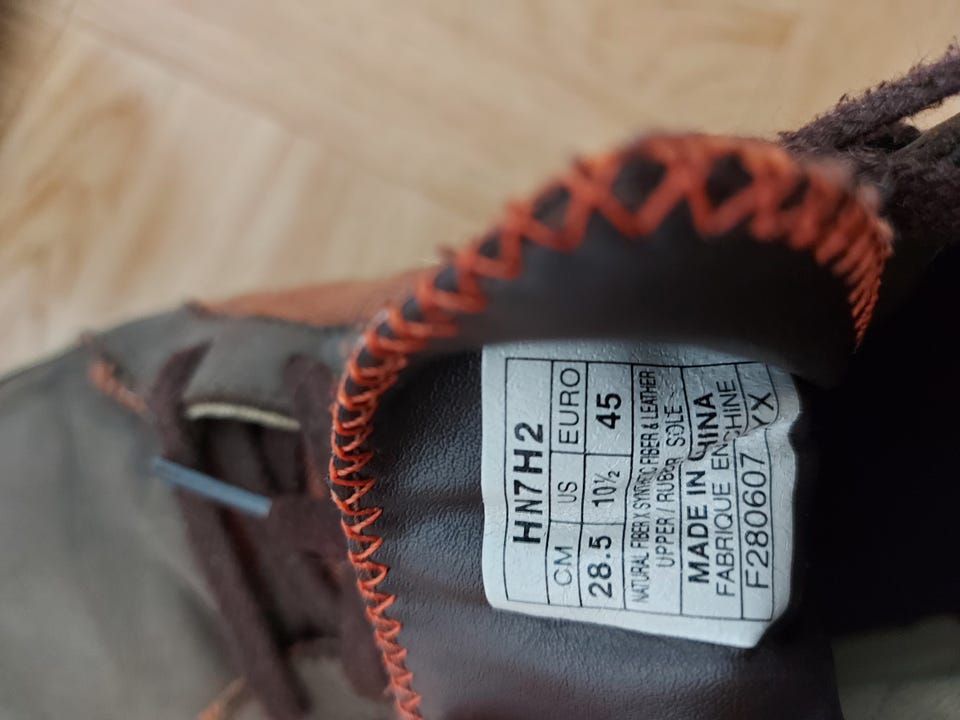 HN7H2
CM US EURO
28.5 10½ 45
NATURAL FIBER X SYNTHETIC FIBER & LEATHER
UPPER / RUBBER SOLE
MADE IN CHINA
FABRIQUE EN CHINE
F280607 YX